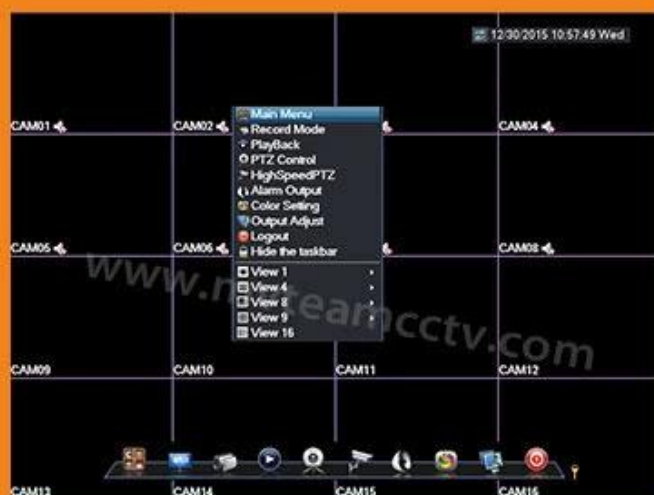 12/30/2015 10:57:49 Wed
CAM01
CAM02
CAM04
Main Menu
Record Mode
PlayBack
PTZ Control
HighSpeedPTZ
Alarm Output
Color Setting
Output Adjust
Logout
Hide the taskbar
View 1
View 4
View 8
View 9
View 16
CAM05
CAM06
CAM08
CAM09
CAM10
CAM11
CAM12
CAM13
CAM14
CAM15
CAM16